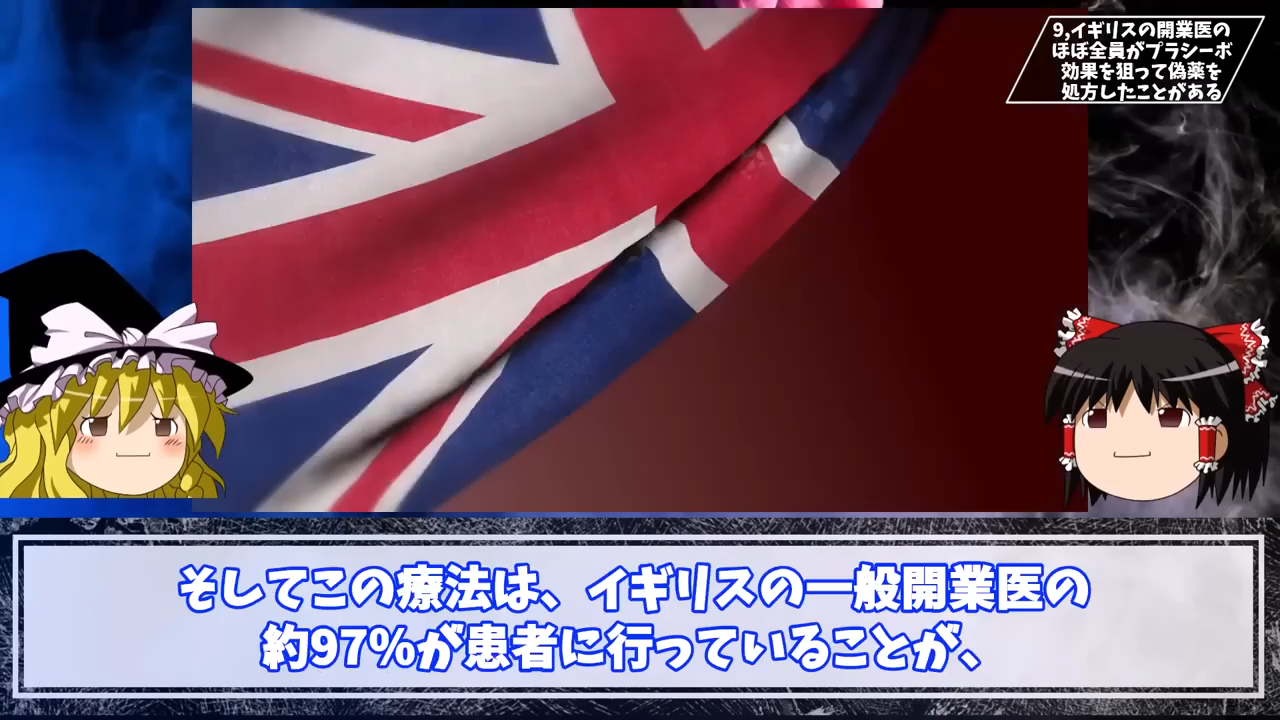 9,イギリスの開業医の
ほぼ全員がプラシーボ
効果を狙って偽薬を
処方したことがある
そしてこの療法は、イギリスの一般開業医の
約97%が患者に行っていることが、